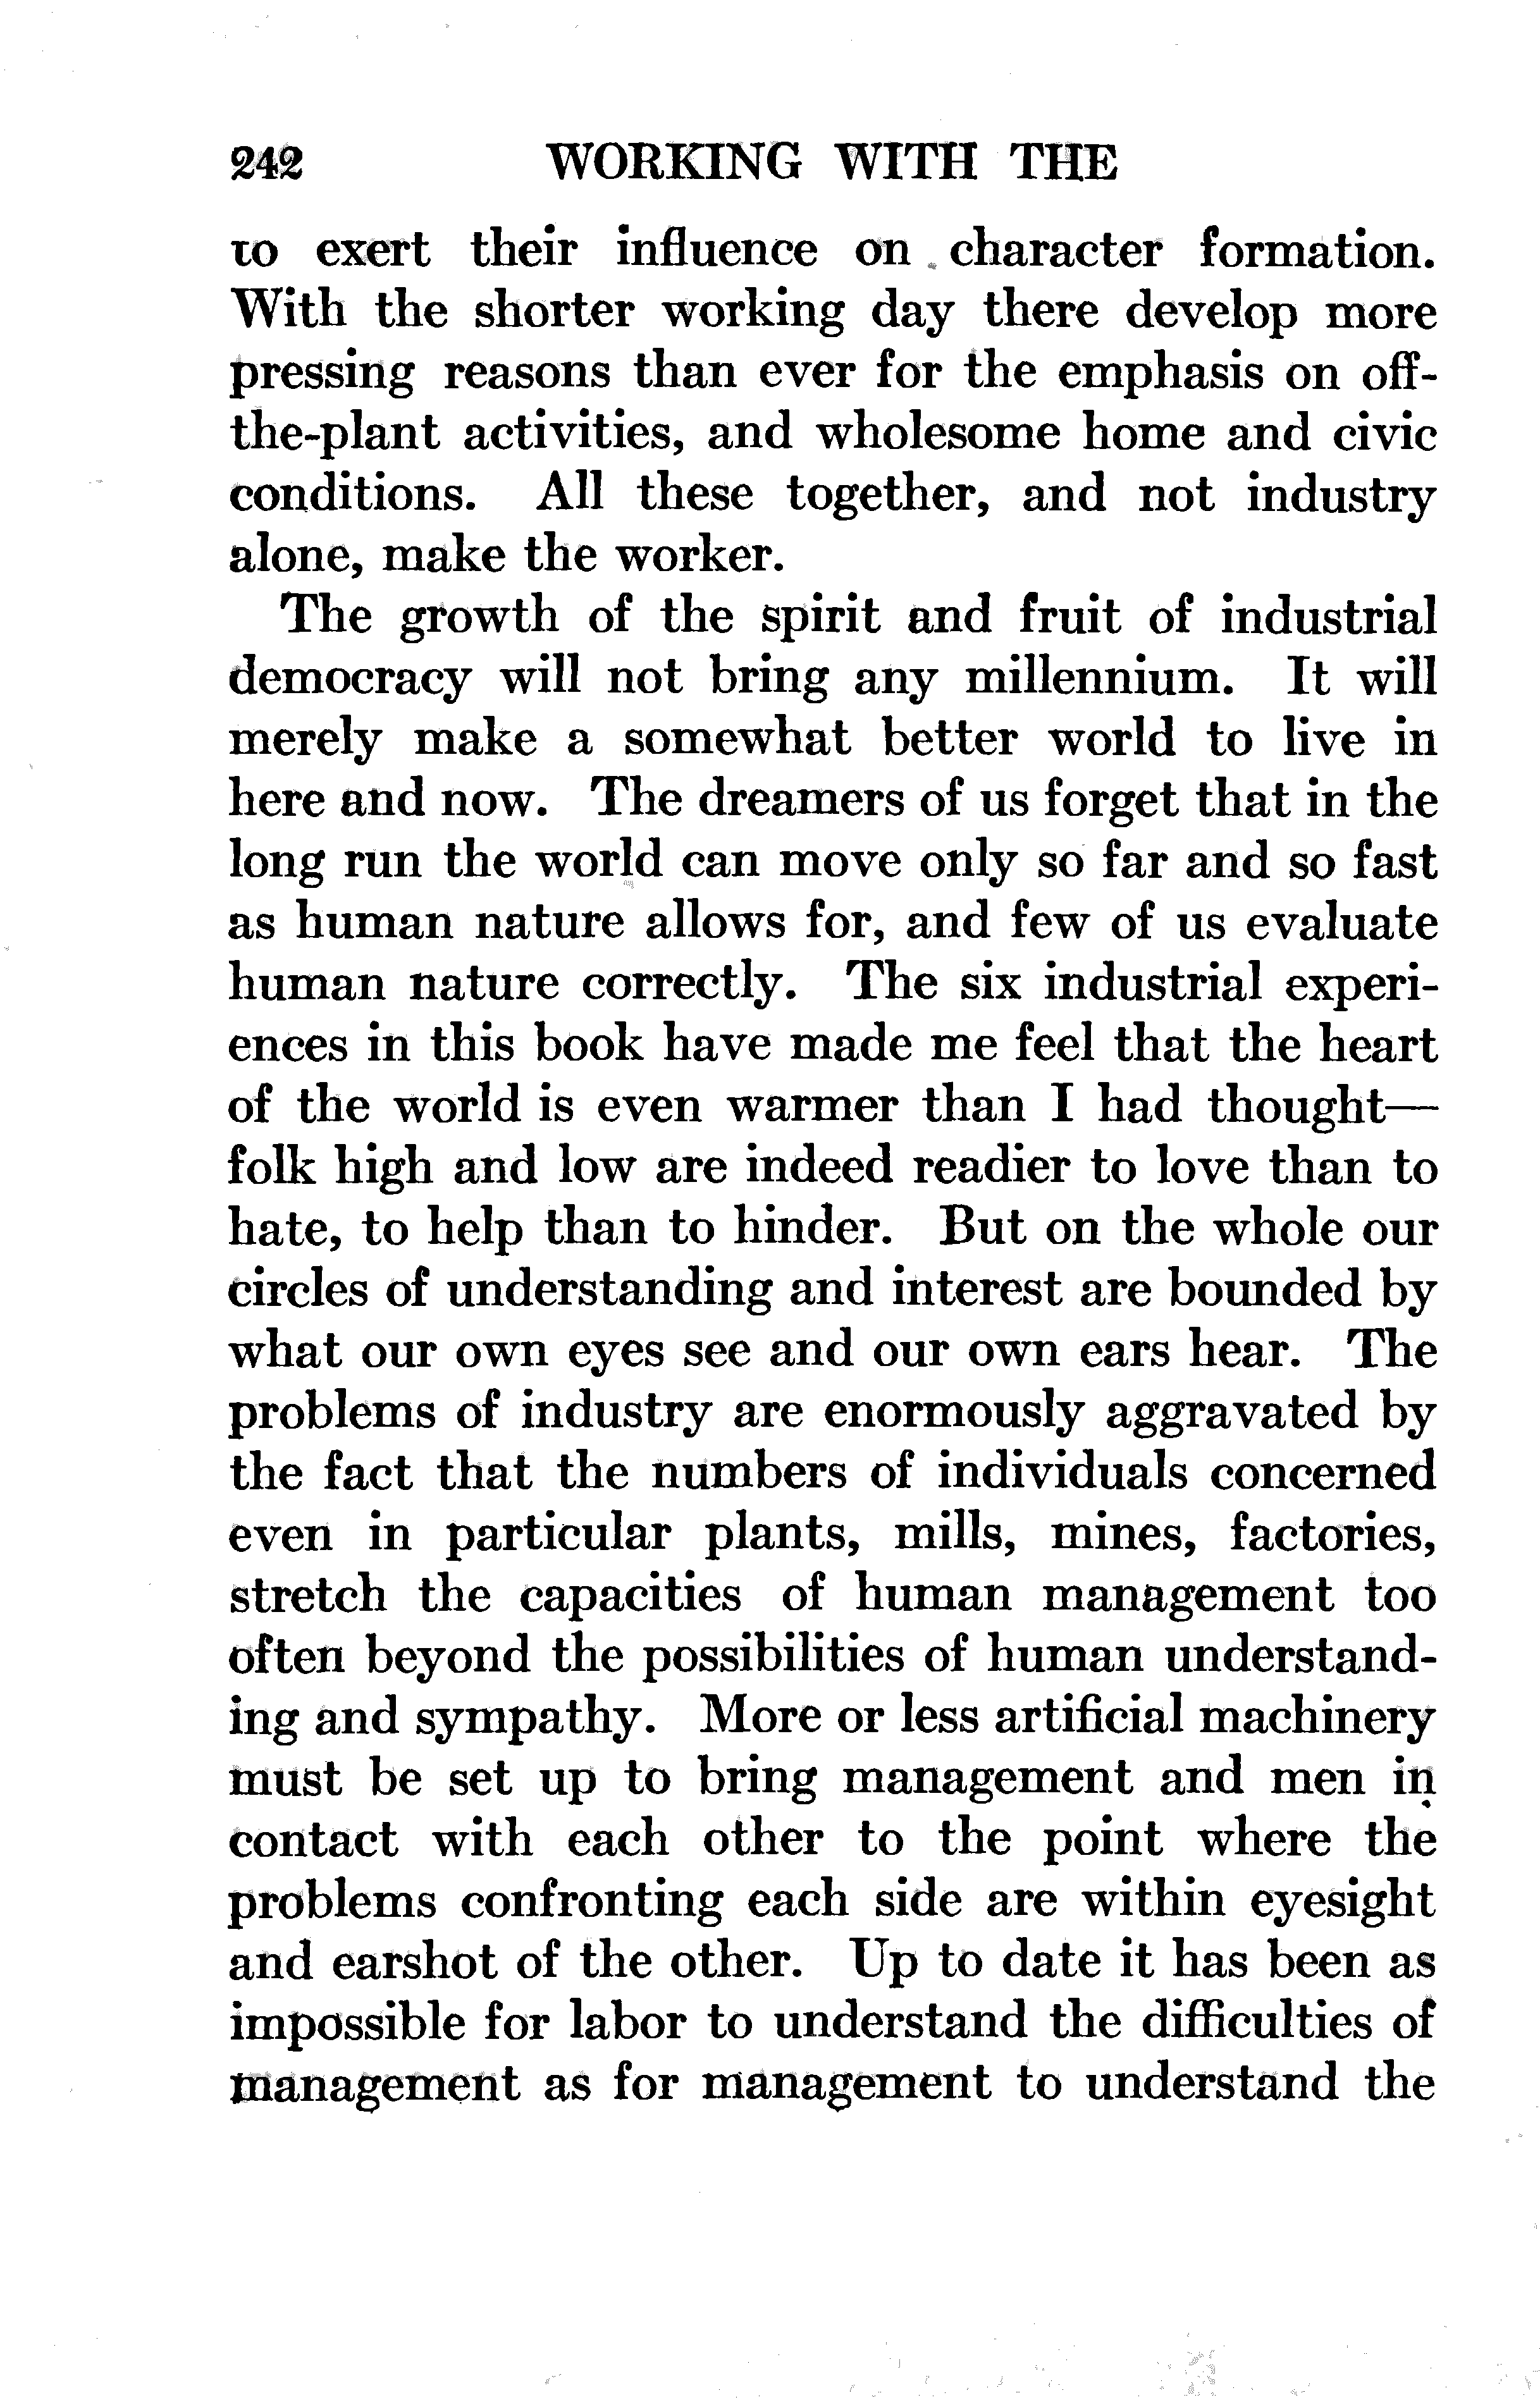 242 WORKING WITH THE
to exert their influence on character formation.
With the shorter working day there develop more
pressing reasons than ever for the emphasis on off-
the-plant activities, and wholesome home and civic
conditions. All these together, and not industry
alone, make the worker.
The growth of the spirit and fruit of industrial
democracy will not bring any millennium. It will
merely make a somewhat better world to live in
here and now. The dreamers of us forget that in the
long run the world can move only so far and so fast
as human nature allows for, and few of us evaluate
human nature correctly. The six industrial experi-
ences in this book have made me feel that the heart
of the world is even warmer than I had thought—
folk high and low are indeed readier to love than to
hate, to help than to hinder. But on the whole our
circles of understanding and interest are bounded by
what our own eyes see and our own ears hear. The
problems of industry are enormously aggravated by
the fact that the numbers of individuals concerned
even in particular plants, mills, mines, factories,
stretch the capacities of human management too
often beyond the possibilities of human understand-
ing and sympathy. More or less artificial machinery
must be set up to bring management and men in
contact with each other to the point where the
problems confronting each side are within eyesight
and earshot of the other. Up to date it has been as
impossible for labor to understand the difficulties of
management as for management to understand the